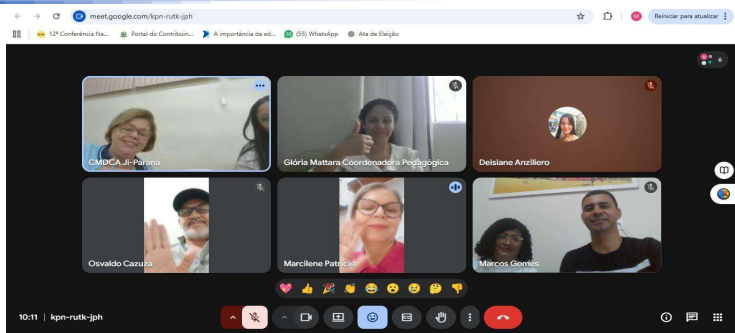 meet.google.com/kpn-rutk-jph
M
Reiniciar para atualizar
12ª Conferência Na...
Portal do Contribuin...
A importância da ed...
(55) WhatsApp
Ata de Eleição
6
CMDCA Ji-Paraná
Glória Mattara Coordenadora Pedagógica
Deisiane Anziliero
Osvaldo Cazuza
Marcilene Patricio
Marcos Gomes
10:11 | kpn-rutk-jph